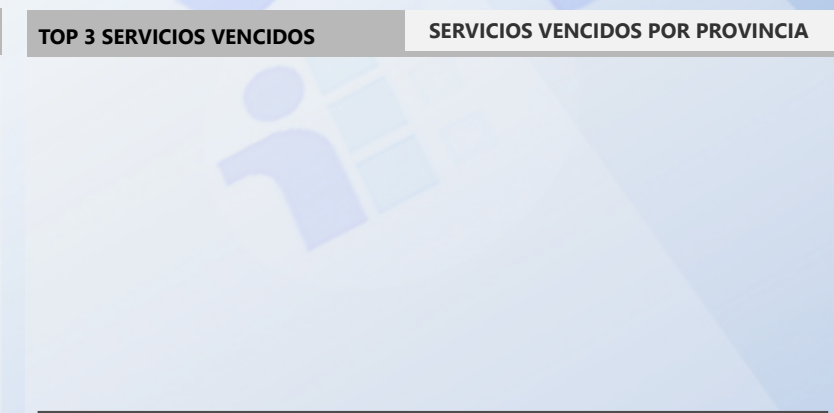 TOP 3 SERVICIOS VENCIDOS
SERVICIOS VENCIDOS POR PROVINCIA